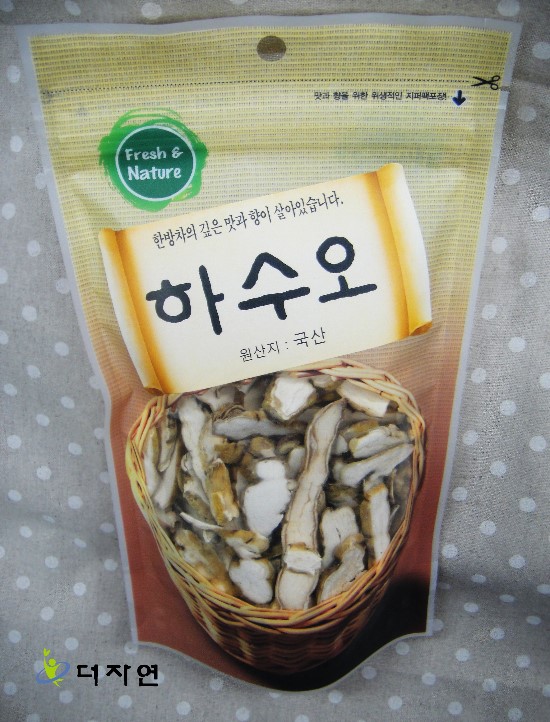 맛과 향을 위한 위생적인 지퍼팩포장!
Fresh &
Nature
한방차의 깊은 맛과 향이 살아있습니다.
하수오
원산지 : 국산
더자연